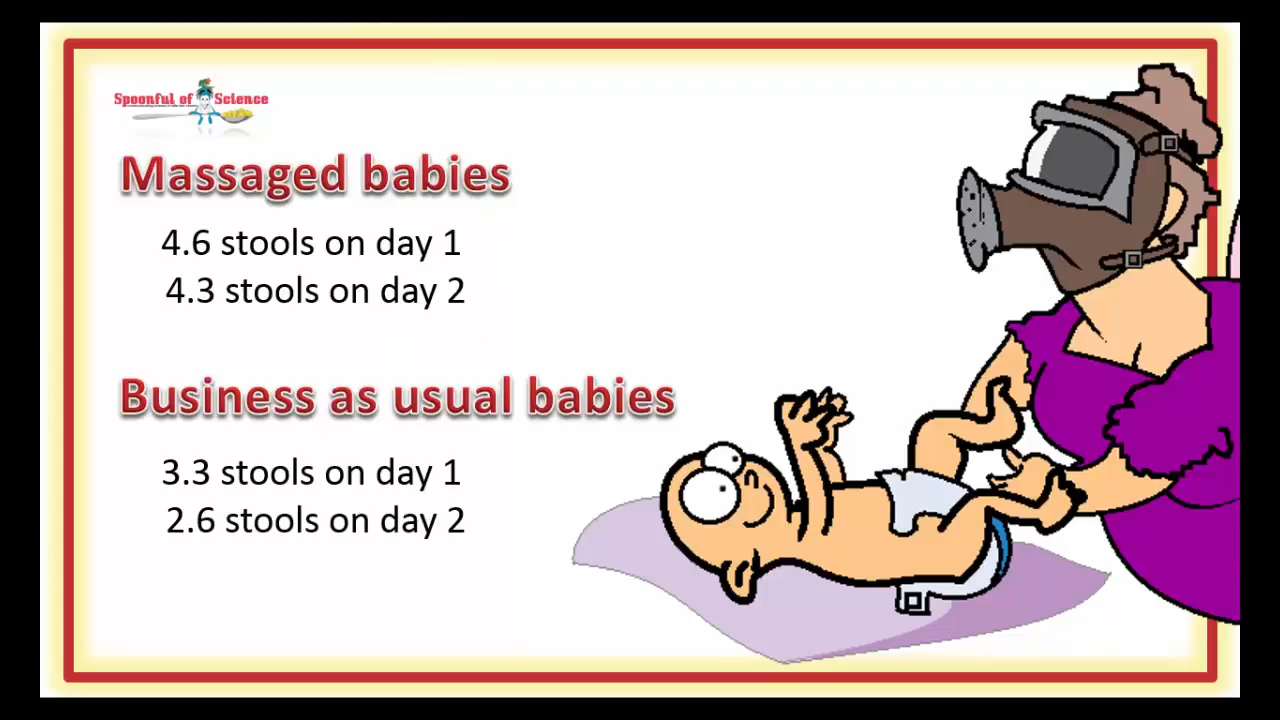 Spoonful of Science
Massaged babies
4.6 stools on day 1
4.3 stools on day 2
Business as usual babies
3.3 stools on day 1
2.6 stools on day 2